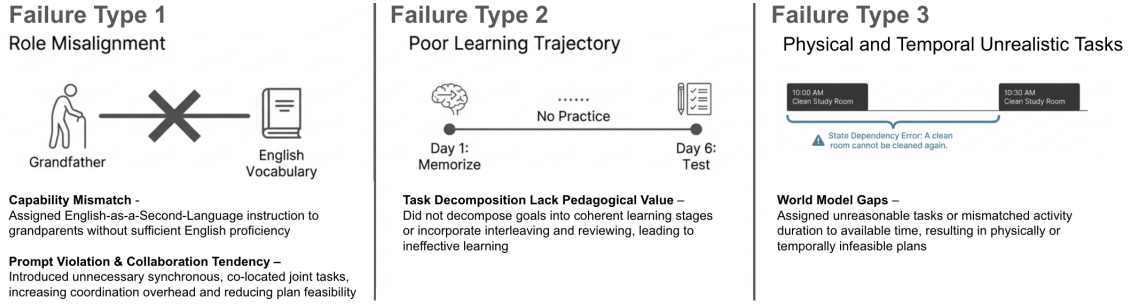 Failure Type 1
Role Misalignment
Grandfather
English
Vocabulary
Capability Mismatch -
Assigned English-as-a-Second-Language instruction to
grandparents without sufficient English proficiency
Prompt Violation & Collaboration Tendency –
Introduced unnecessary synchronous, co-located joint tasks,
increasing coordination overhead and reducing plan feasibility
Failure Type 2
Poor Learning Trajectory
......
No Practice
Day 1:
Memorize
Day 6:
Test
Task Decomposition Lack Pedagogical Value –
Did not decompose goals into coherent learning stages
or incorporate interleaving and reviewing, leading to
ineffective learning
Failure Type 3
Physical and Temporal Unrealistic Tasks
10:00 AM
Clean Study Room
10:30 AM
Clean Study Room
State Dependency Error: A clean
room cannot be cleaned again.
World Model Gaps –
Assigned unreasonable tasks or mismatched activity
duration to available time, resulting in physically or
temporally infeasible plans